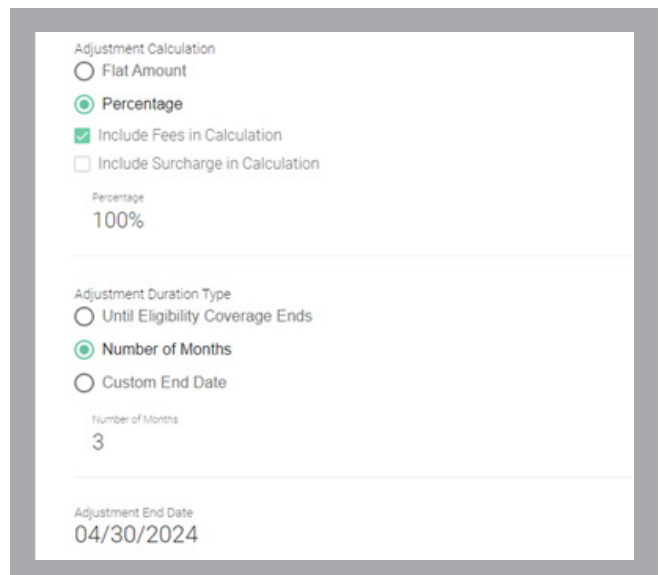 Adjustment Calculation
Flat Amount
Percentage
Include Fees in Calculation
Include Surcharge in Calculation
Percentage
100%
Adjustment Duration Type
Until Eligibility Coverage Ends
Number of Months
Custom End Date
Number of Months
3
Adjustment End Date
04/30/2024